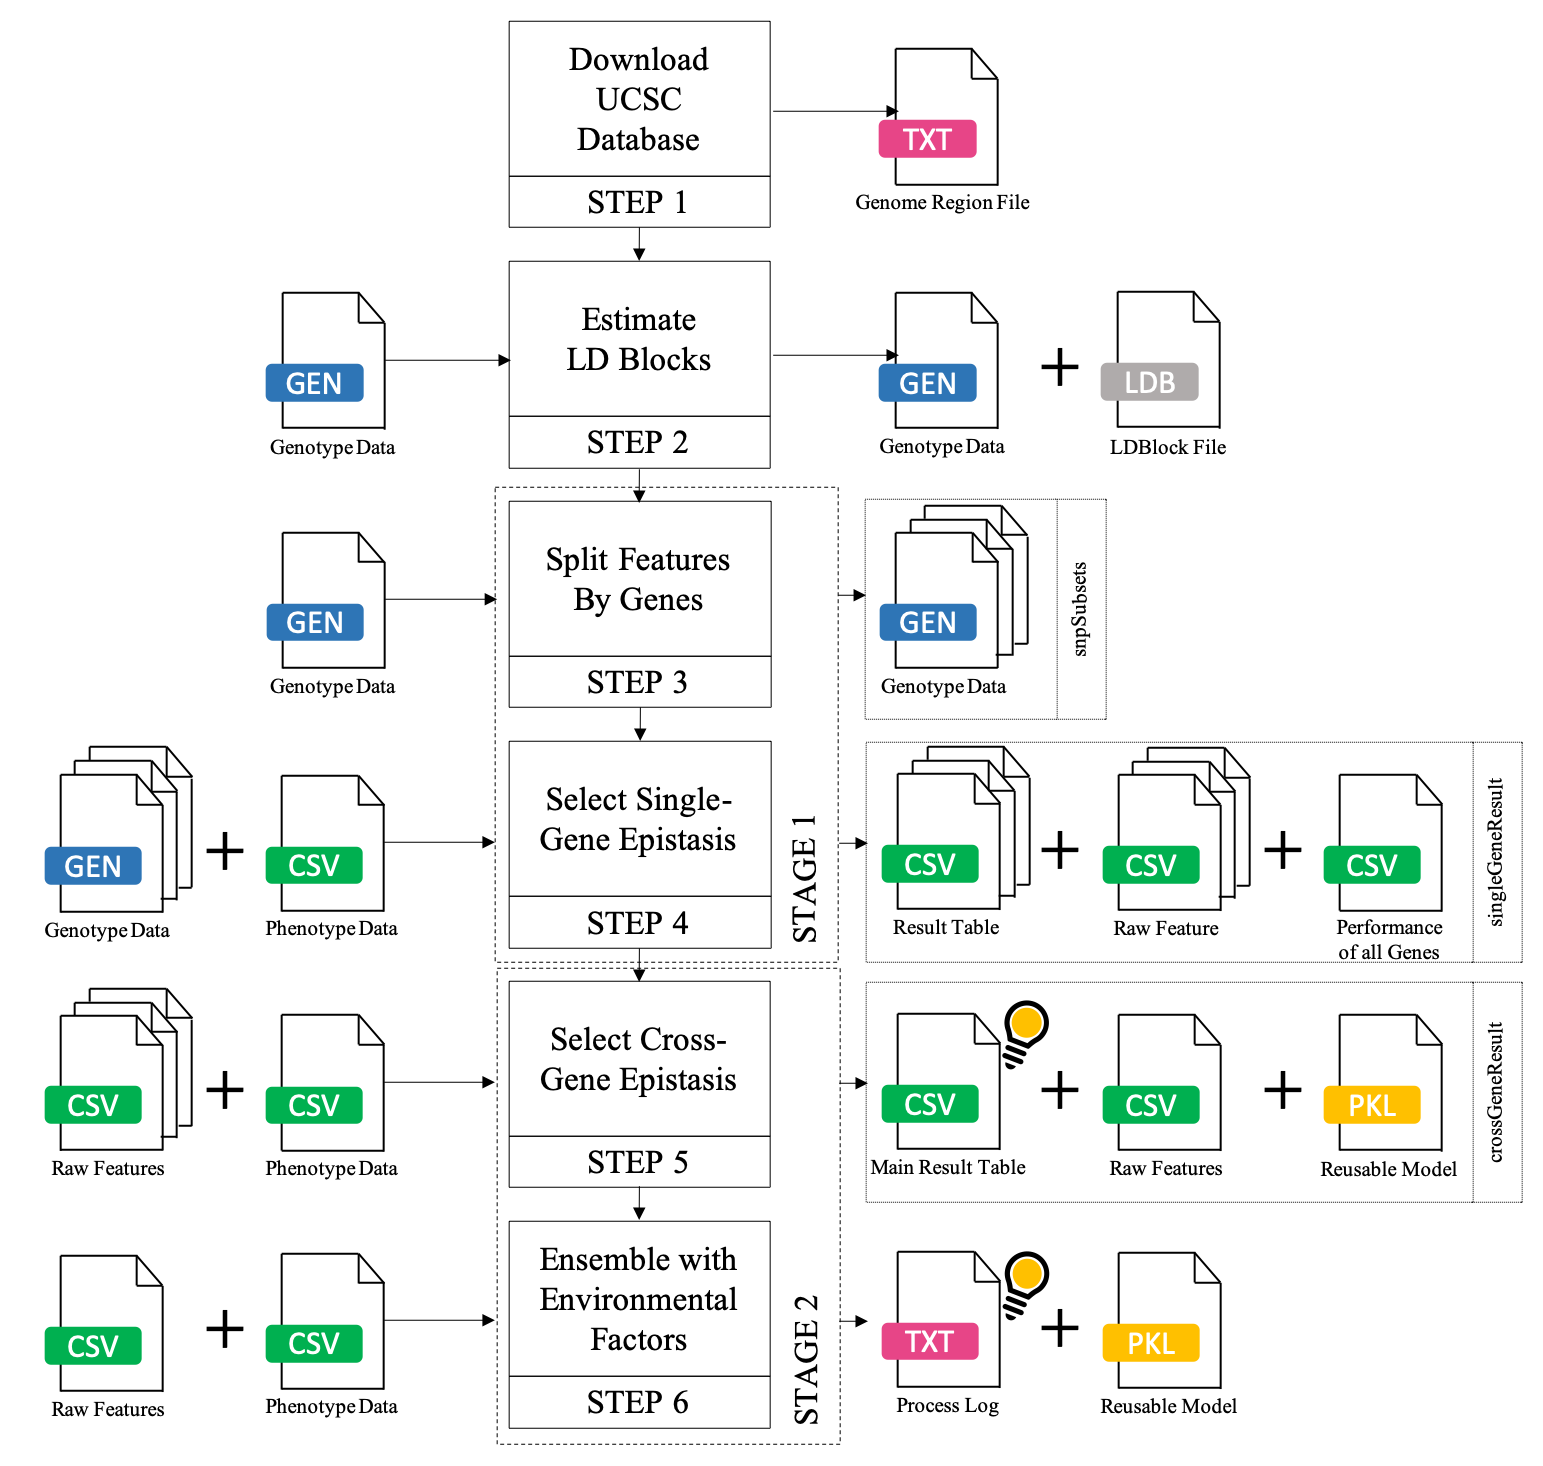 Download
UCSC
Database
STEP 1
TXT
Genome Region File
GEN
Genotype Data
Estimate
LD Blocks
STEP 2
GEN
Genotype Data
LDB
LDBlock File
GEN
Genotype Data
Split Features
By Genes
STEP 3
GEN
Genotype Data
snpSubsets
GEN
Genotype Data
+
CSV
Phenotype Data
Select Single-
Gene Epistasis
STEP 4
STAGE 1
CSV
Result Table
+
CSV
Raw Feature
+
CSV
Performance
of all Genes
singleGeneResult
CSV
Raw Features
+
CSV
Phenotype Data
Select Cross-
Gene Epistasis
STEP 5
CSV
Main Result Table
+
CSV
Raw Features
+
PKL
Reusable Model
crossGeneResult
CSV
Raw Features
+
CSV
Phenotype Data
Ensemble with
Environmental
Factors
STEP 6
STAGE 2
TXT
Process Log
+
PKL
Reusable Model